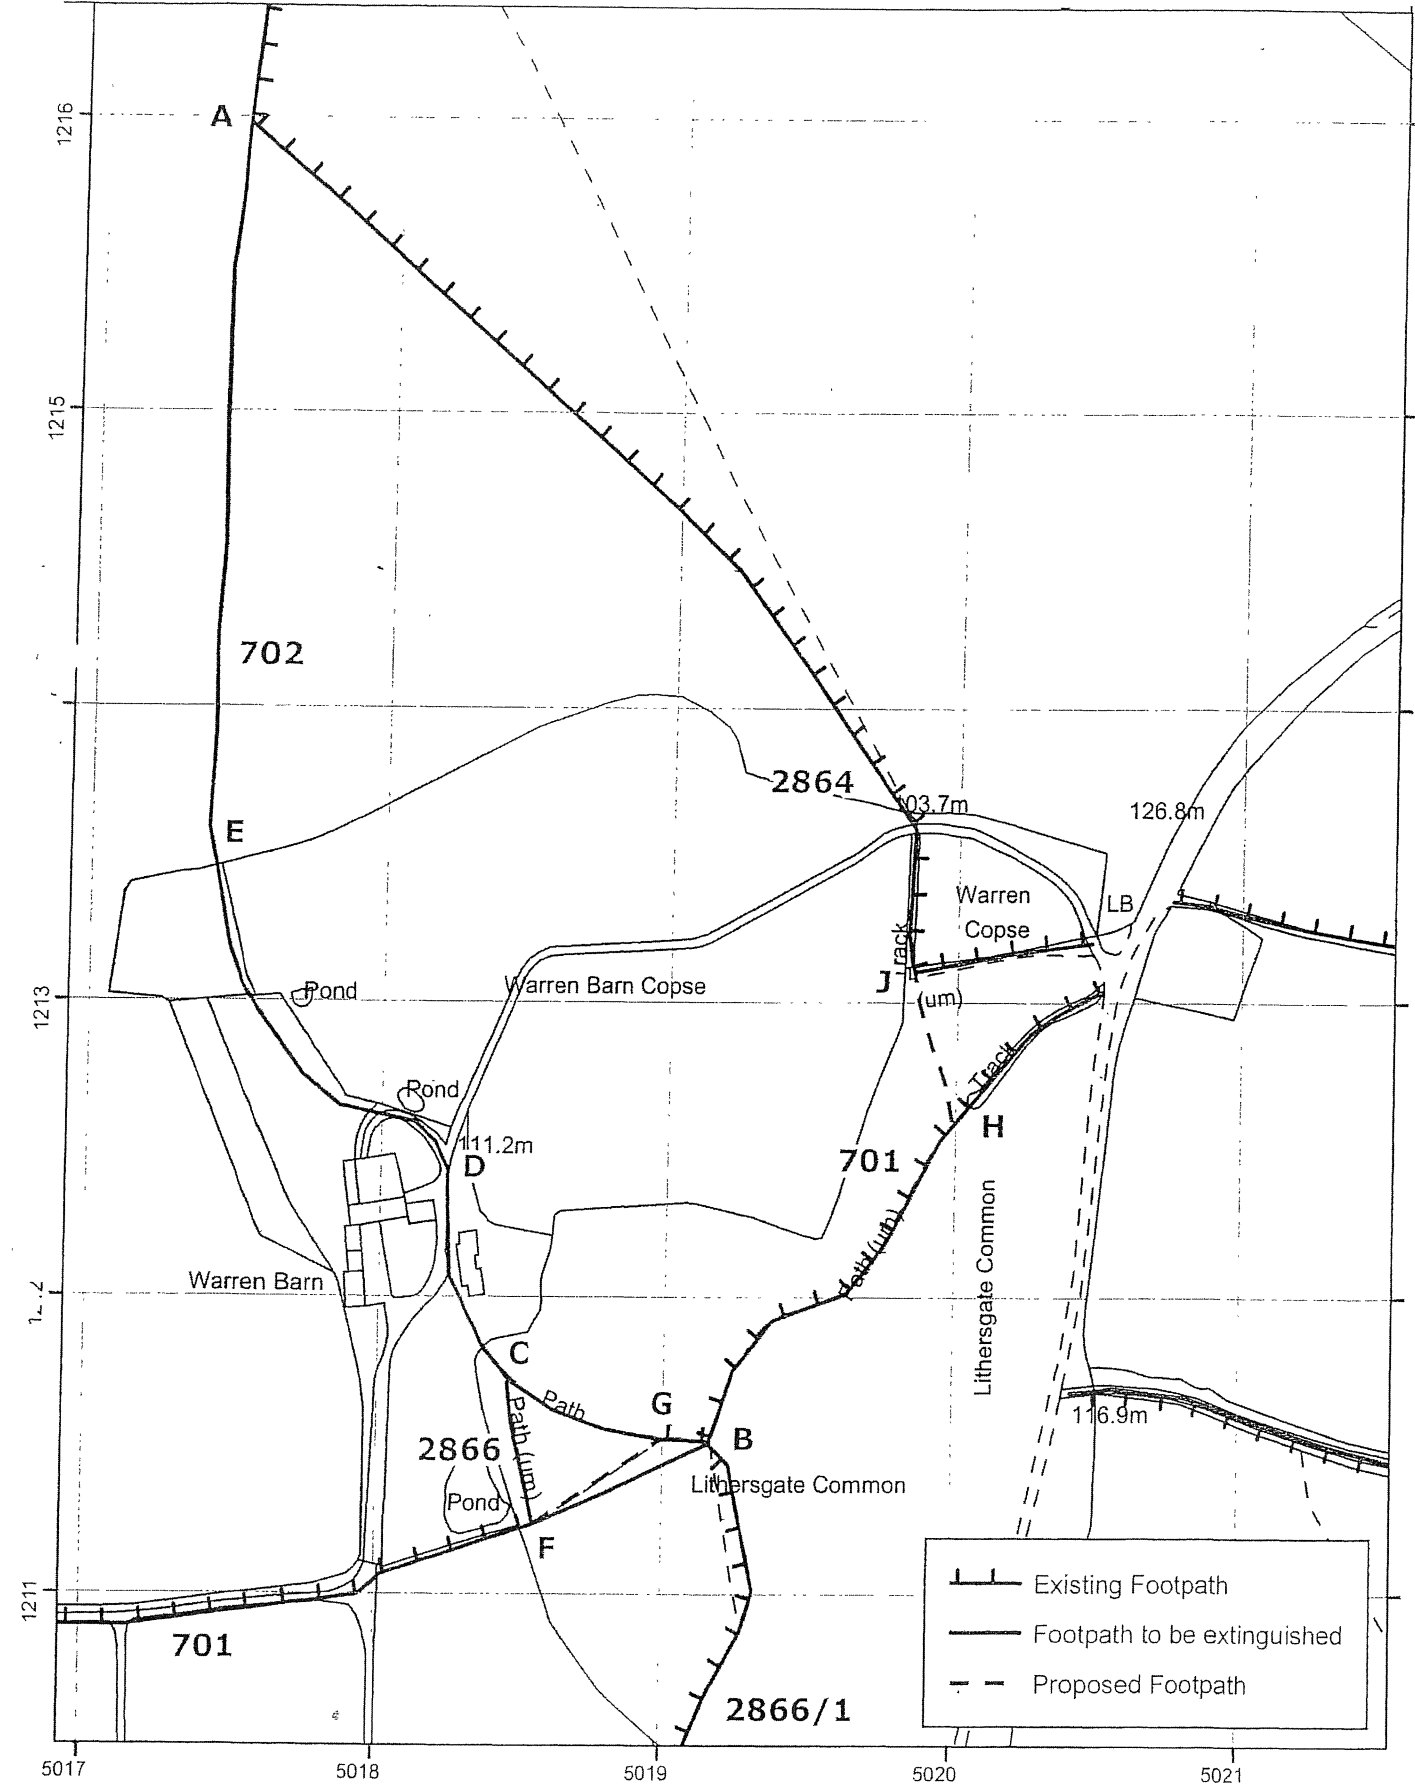 1216
A
1215
702
2864
03.7m
126.8m
E
Warren
Copse
LB
Track
J
Pond
Warren Barn Copse
(um)
1213
Pond
Track
H
111.2m
D
701
Path (um)
Lithersgate Common
Warren Barn
C
Path
G
B
116.9m
2866
Path (um)
Lithersgate Common
Pond
F
1211
Existing Footpath
Footpath to be extinguished
Proposed Footpath
701
2866/1
5017
5018
5019
5020
5021